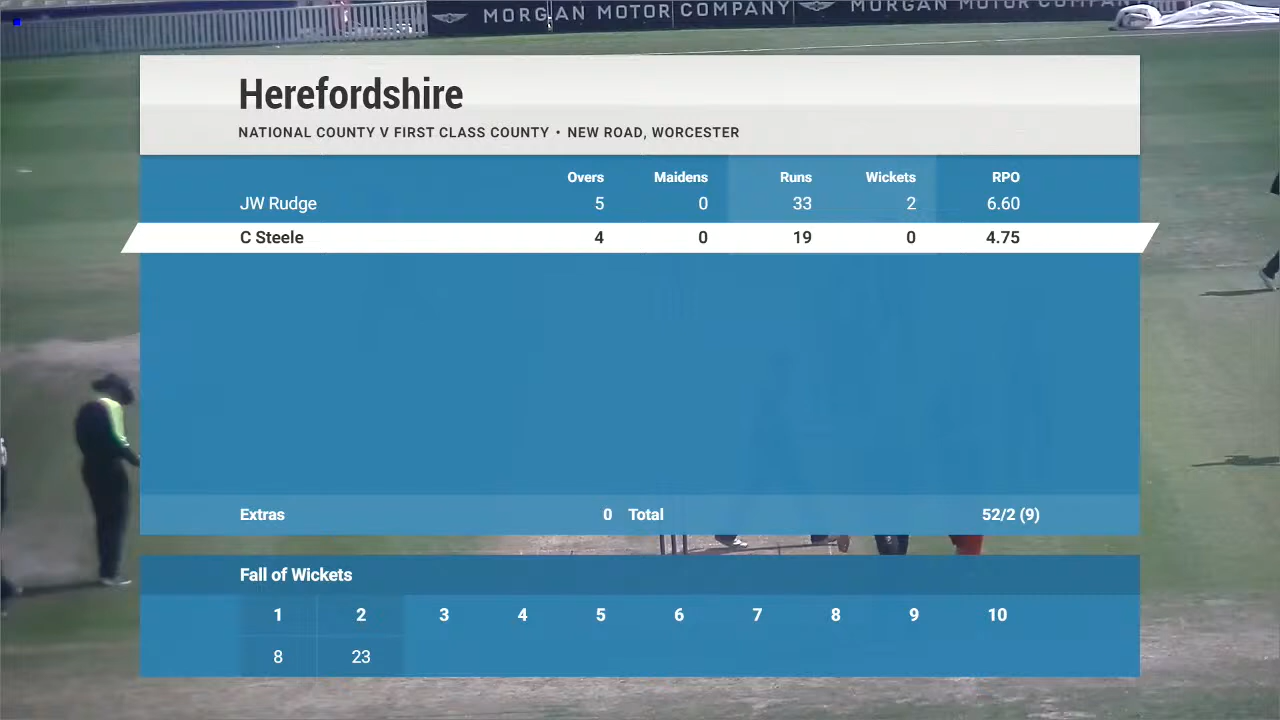 MORGAN MOTOR COMPANY MORGAN MOTOR COMPANY
Herefordshire
NATIONAL COUNTY V FIRST CLASS COUNTY • NEW ROAD, WORCESTER
Overs Maidens Runs Wickets RPO
JW Rudge 5 0 33 2 6.60
C Steele 4 0 19 0 4.75
Extras 0 Total 52/2 (9)
Fall of Wickets
1 2 3 4 5 6 7 8 9 10
8 23